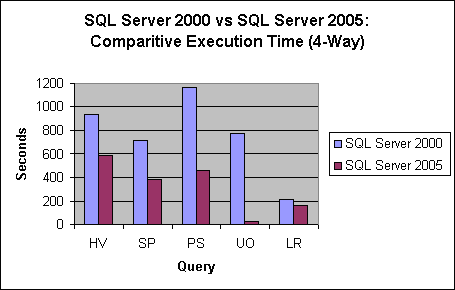 SQL Server 2000 vs SQL Server 2005:
Comparitive Execution Time (4-Way)
1200
1000
800
600
400
200
0
Seconds
HV SP PS UO LR
Query
SQL Server 2000
SQL Server 2005